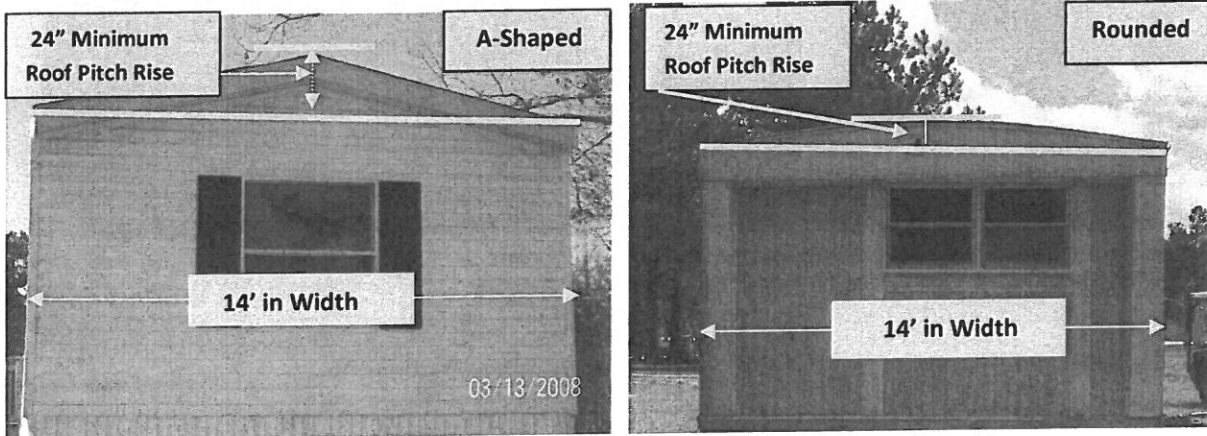 24” Minimum
Roof Pitch Rise
A-Shaped
14’ in Width
03/13/2008
24” Minimum
Roof Pitch Rise
Rounded
14’ in Width